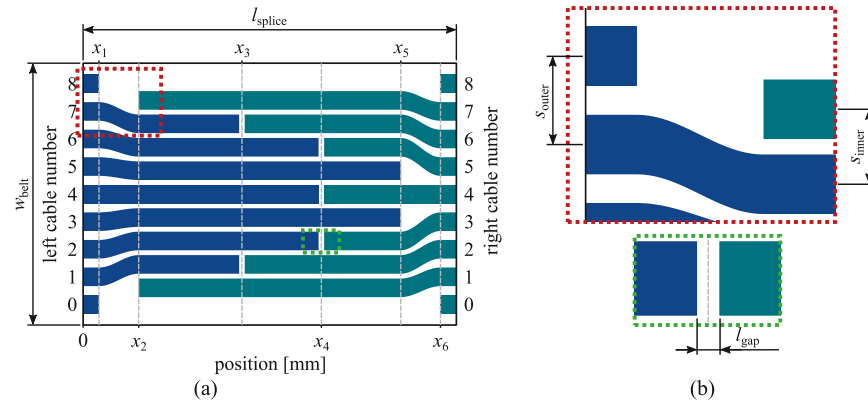 l_splice
x_1 x_3 x_5
8 8
7 7
6 6
5 5
4 4
3 3
2 2
1 1
0 0
w_belt
left cable number
right cable number
0 x_2 x_4 x_6
position [mm]
(a)
s_outer
s_inner
l_gap
(b)